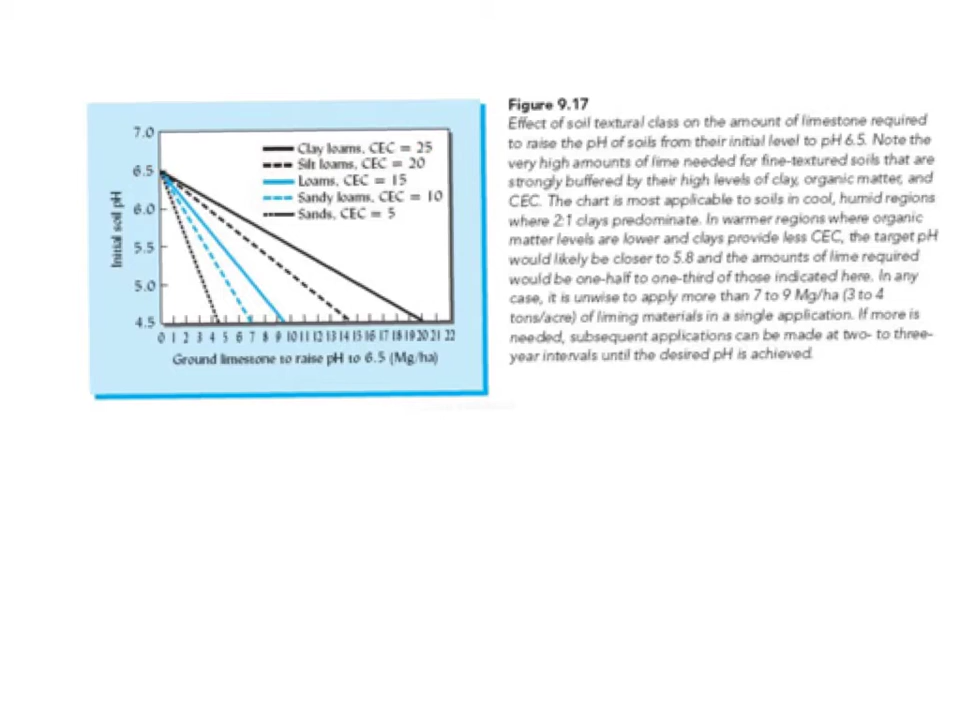 Figure 9.17
Effect of soil textural class on the amount of limestone required
to raise the pH of soils from their initial level to pH 6.5. Note the
very high amounts of lime needed for fine-textured soils that are
strongly buffered by their high levels of clay, organic matter, and
CEC. The chart is most applicable to soils in cool, humid regions
where 2:1 clays predominate. In warmer regions where organic
matter levels are lower and clays provide less CEC, the target pH
would likely be closer to 5.8 and the amounts of lime required
would be one-half to one-third of those indicated here. In any
case, it is unwise to apply more than 7 to 9 Mg/ha (3 to 4
tons/acre) of liming materials in a single application. If more is
needed, subsequent applications can be made at two- to three-
year intervals until the desired pH is achieved.
Initial soil pH
7.0
6.5
6.0
5.5
5.0
4.5
Clay loams, CEC = 25
Silt loams, CEC = 20
Loams, CEC = 15
Sandy loams, CEC = 10
Sands, CEC = 5
0 1 2 3 4 5 6 7 8 9 10 11 12 13 14 15 16 17 18 19 20 21 22
Ground limestone to raise pH to 6.5 (Mg/ha)